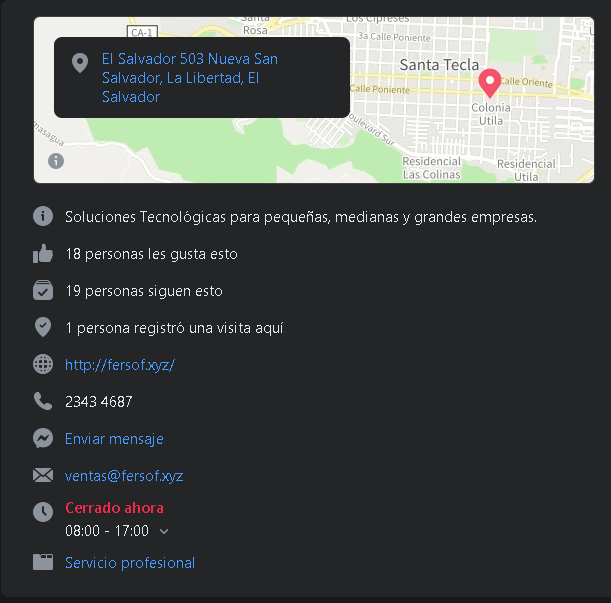 Santa
Rosa
Los Cipreses
CA-1
3a Calle Poniente
El Salvador 503 Nueva San
Salvador, La Libertad, El
Salvador
Santa Tecla
Calle Oriente
Calle Poniente
Colonia
Utila
oulevard Sur
Residencial
Las Colinas
Residencial
Utila
Soluciones Tecnológicas para pequeñas, medianas y grandes empresas.
18 personas les gusta esto
19 personas siguen esto
1 persona registró una visita aquí
http://fersof.xyz/
2343 4687
Enviar mensaje
ventas@fersof.xyz
Cerrado ahora
08:00 - 17:00
Servicio profesional